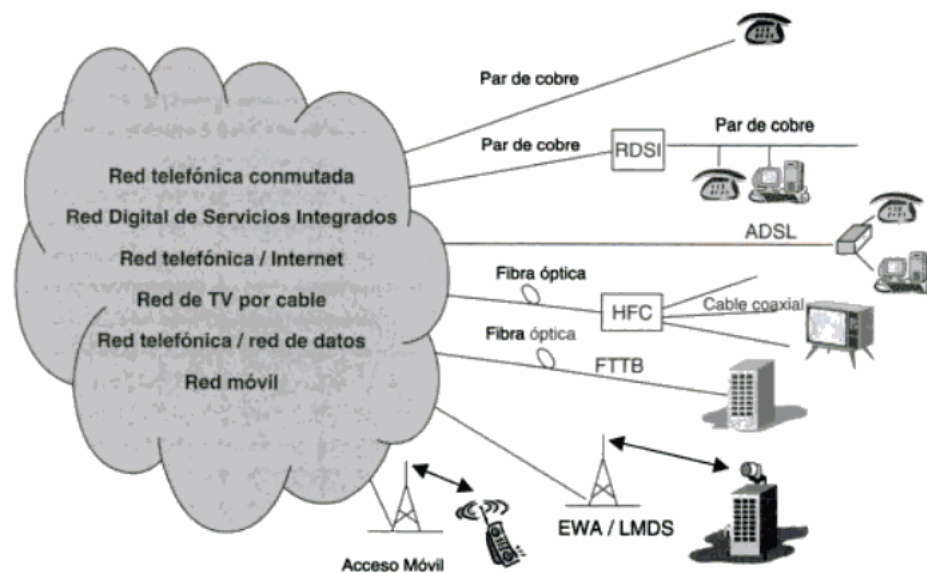 Par de cobre
Par de cobre
RDSI
Par de cobre
Red telefónica conmutada
Red Digital de Servicios Integrados
Red telefónica / Internet
Red de TV por cable
Red telefónica / red de datos
Red móvil
ADSL
Fibra óptica
HFC
Cable coaxial
Fibra óptica
FTTB
EWA / LMDS
Acceso Móvil